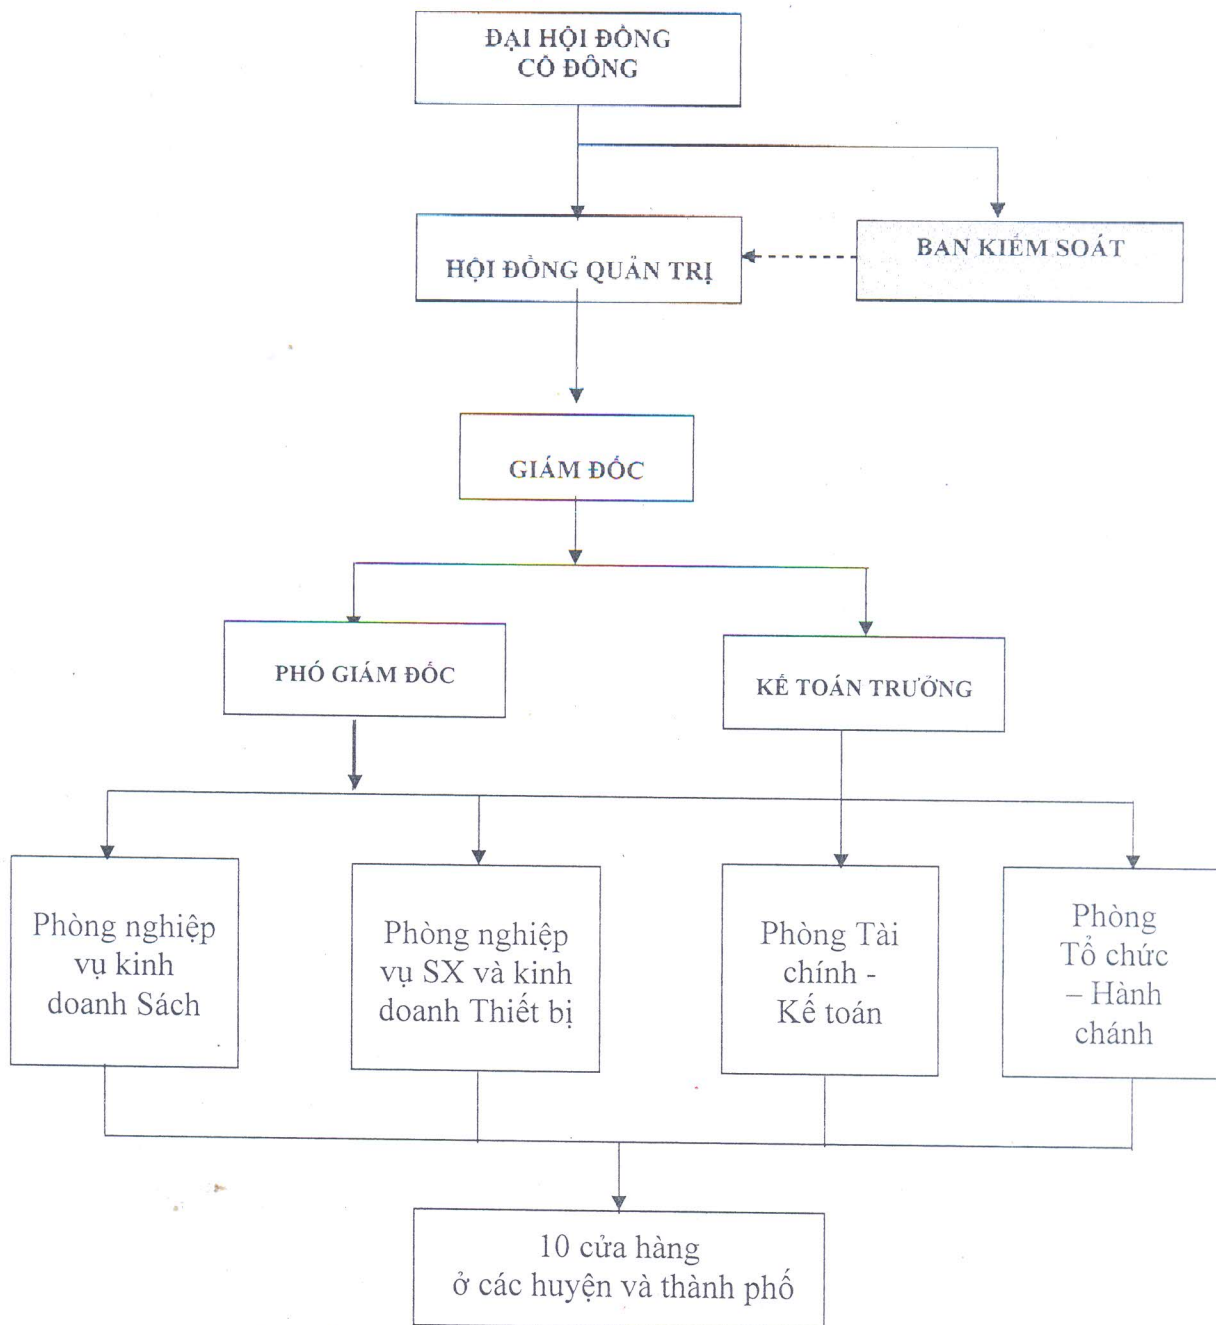 ĐẠI HỘI ĐỒNG
CỔ ĐÔNG
HỘI ĐỒNG QUẢN TRỊ
BAN KIỂM SOÁT
GIÁM ĐỐC
PHÓ GIÁM ĐỐC
KẾ TOÁN TRƯỞNG
Phòng nghiệp
vụ kinh
doanh Sách
Phòng nghiệp
vụ SX và kinh
doanh Thiết bị
Phòng Tài
chính -
Kế toán
Phòng
Tổ chức
– Hành
chánh
10 cửa hàng
ở các huyện và thành phố